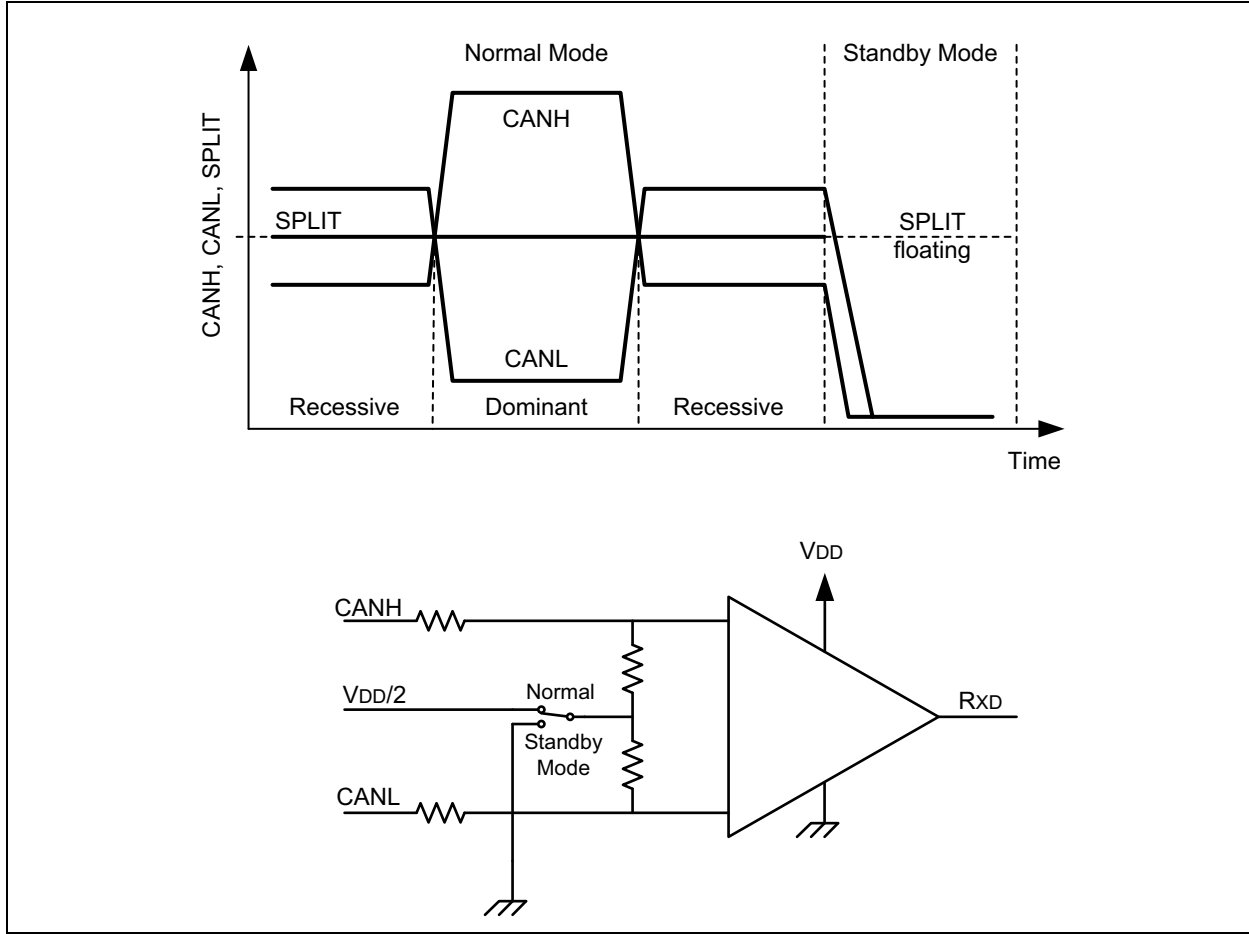 Normal Mode
Standby Mode
CANH, CANL, SPLIT
CANH
SPLIT
SPLIT
floating
CANL
Recessive
Dominant
Recessive
Time
VDD
CANH
VDD/2
Normal
Standby
Mode
RXD
CANL